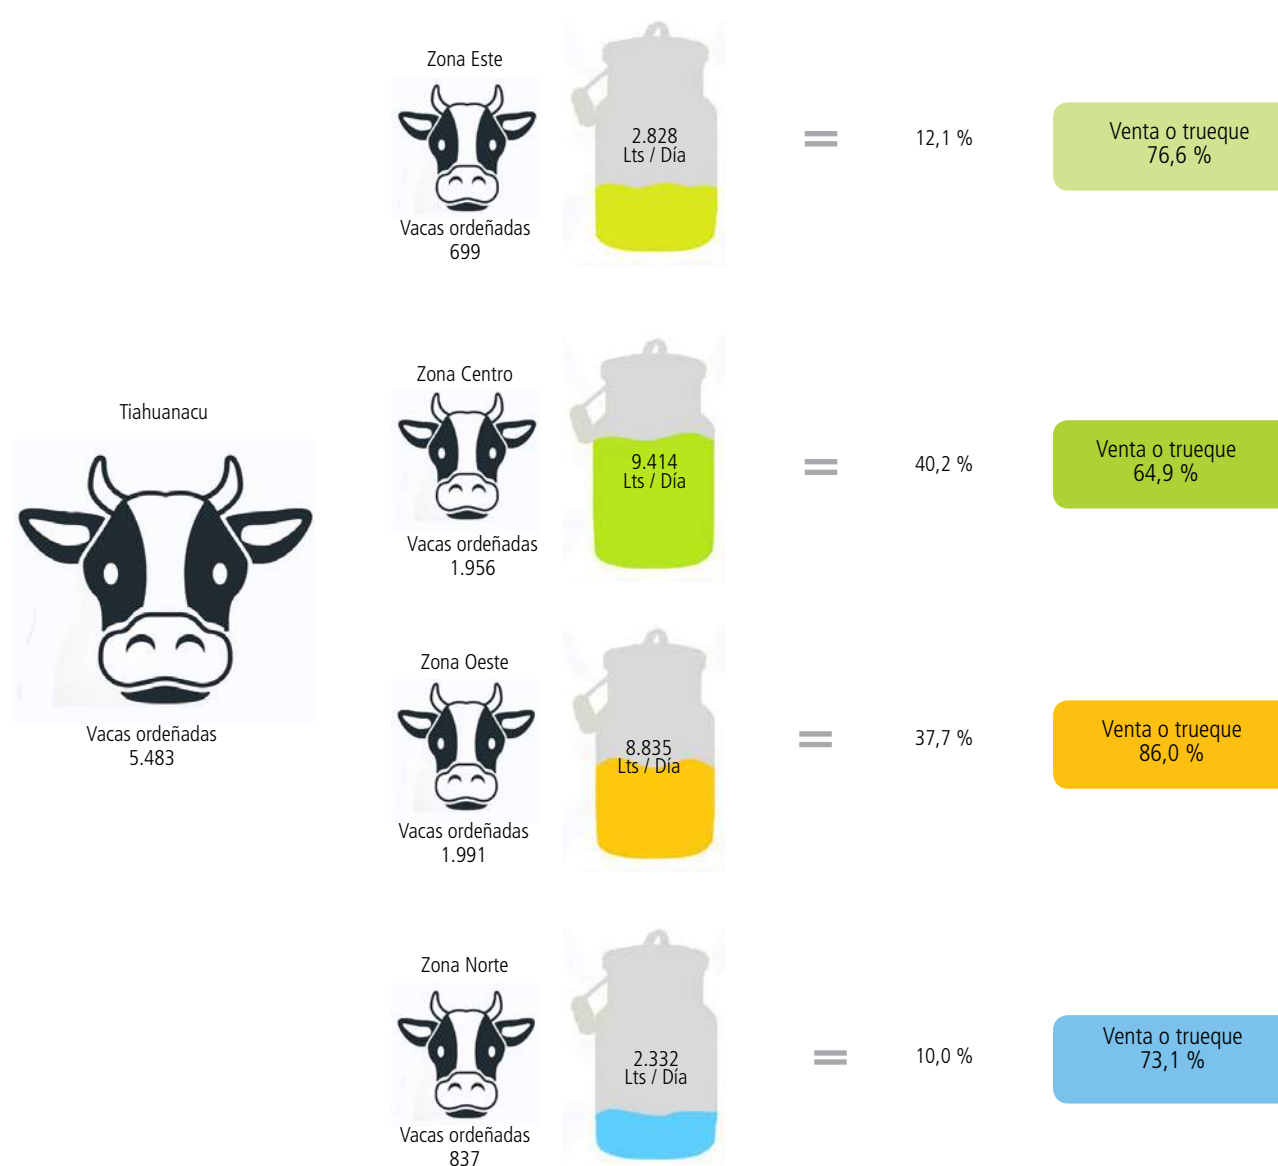 Tiahuanacu
Vacas ordeñadas
5.483
Zona Este
Vacas ordeñadas
699
2.828
Lts / Día
=
12,1 %
Venta o trueque
76,6 %
Zona Centro
Vacas ordeñadas
1.956
9.414
Lts / Día
=
40,2 %
Venta o trueque
64,9 %
Zona Oeste
Vacas ordeñadas
1.991
8.835
Lts / Día
=
37,7 %
Venta o trueque
86,0 %
Zona Norte
Vacas ordeñadas
837
2.332
Lts / Día
=
10,0 %
Venta o trueque
73,1 %